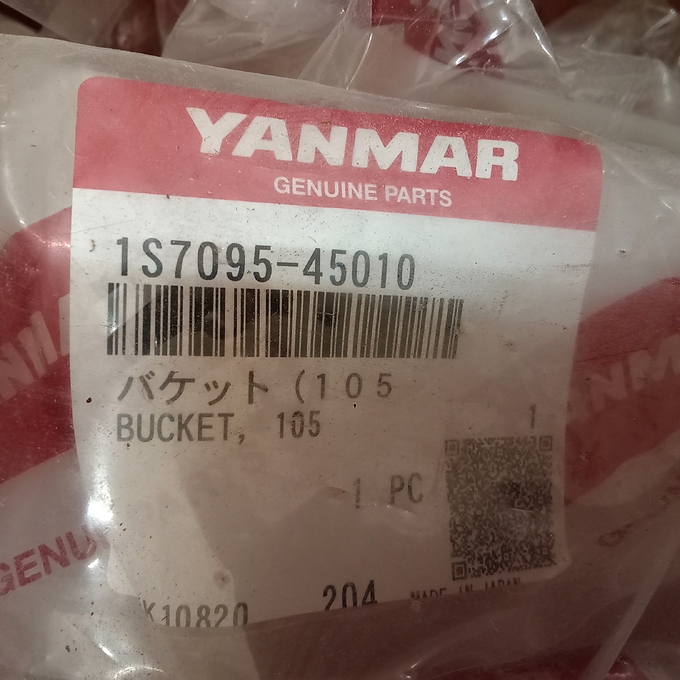 YANMAR
GENUINE PARTS
1S7095-45010
バケット(105
BUCKET, 105
1
1 PC
K10820
204
MADE IN JAPAN